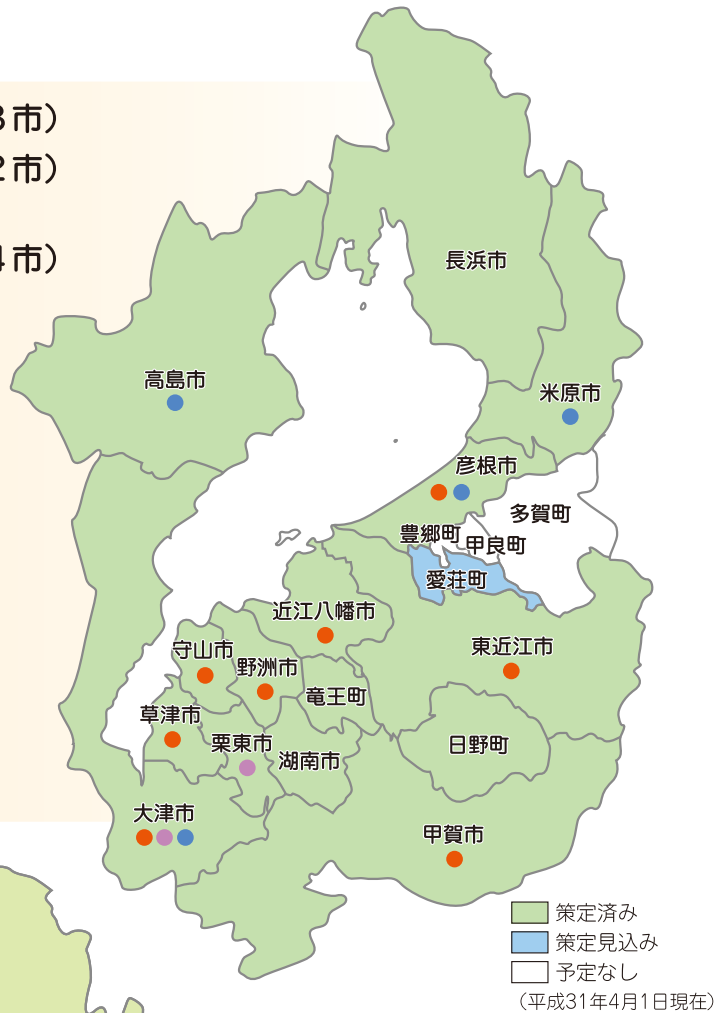 3市）
2市）
4市）
長浜市
高島市
米原市
彦根市
多賀町
豊郷町
甲良町
愛荘町
近江八幡市
守山市
野洲市
東近江市
竜王町
草津市
栗東市
湖南市
日野町
大津市
甲賀市
策定済み
策定見込み
予定なし
（平成31年4月1日現在）